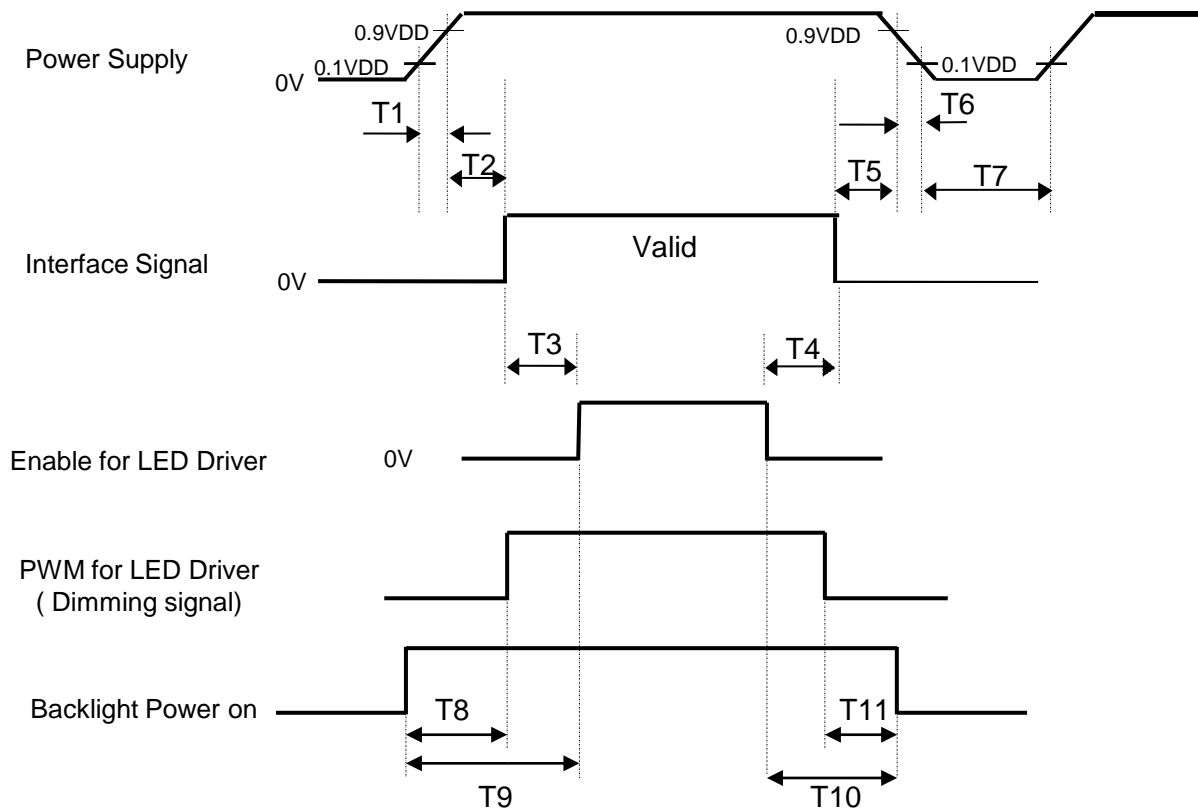 0.9VDD
0.9VDD
Power Supply
0.1VDD
0.1VDD
0V
T1
T6
T2
T5
T7
Valid
Interface Signal
0V
T3
T4
Enable for LED Driver
0V
PWM for LED Driver
( Dimming signal)
Backlight Power on
T8
T11
T9
T10